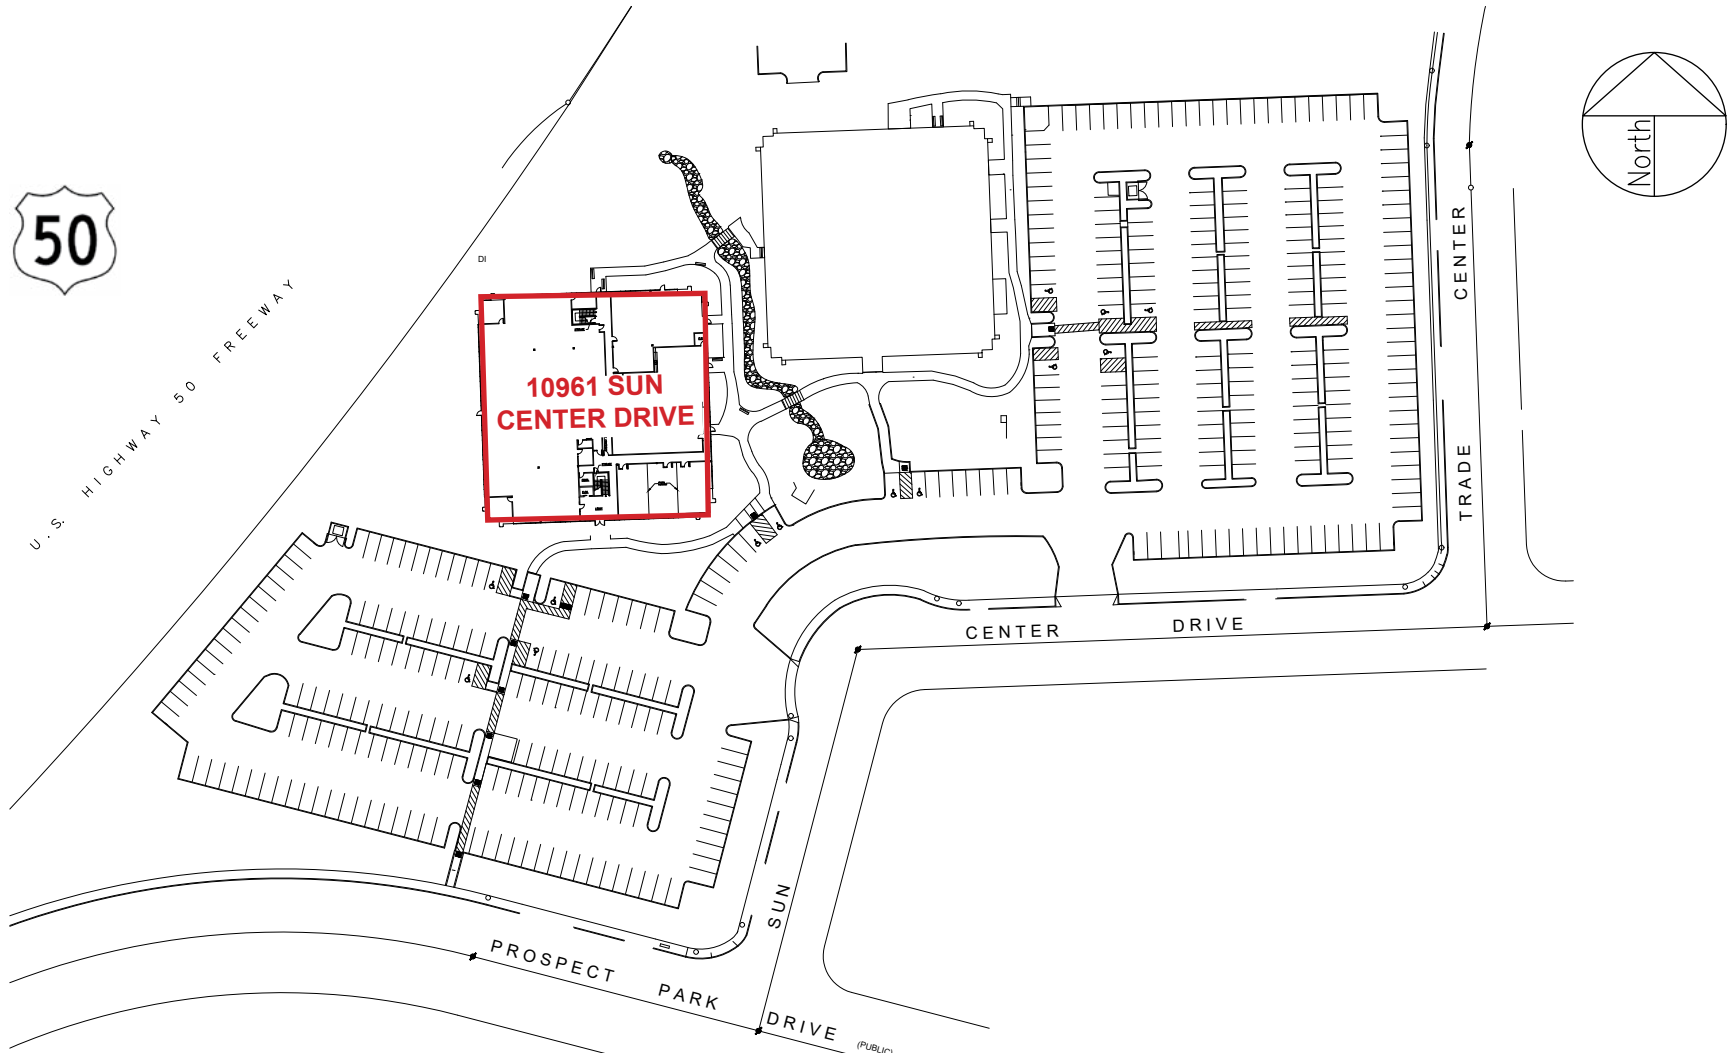 50
U.S. HIGHWAY 50 FREEWAY
DI
10961 SUN
CENTER DRIVE
North
TRADE CENTER
CENTER DRIVE
SUN
PROSPECT PARK DRIVE
(PUBLIC)